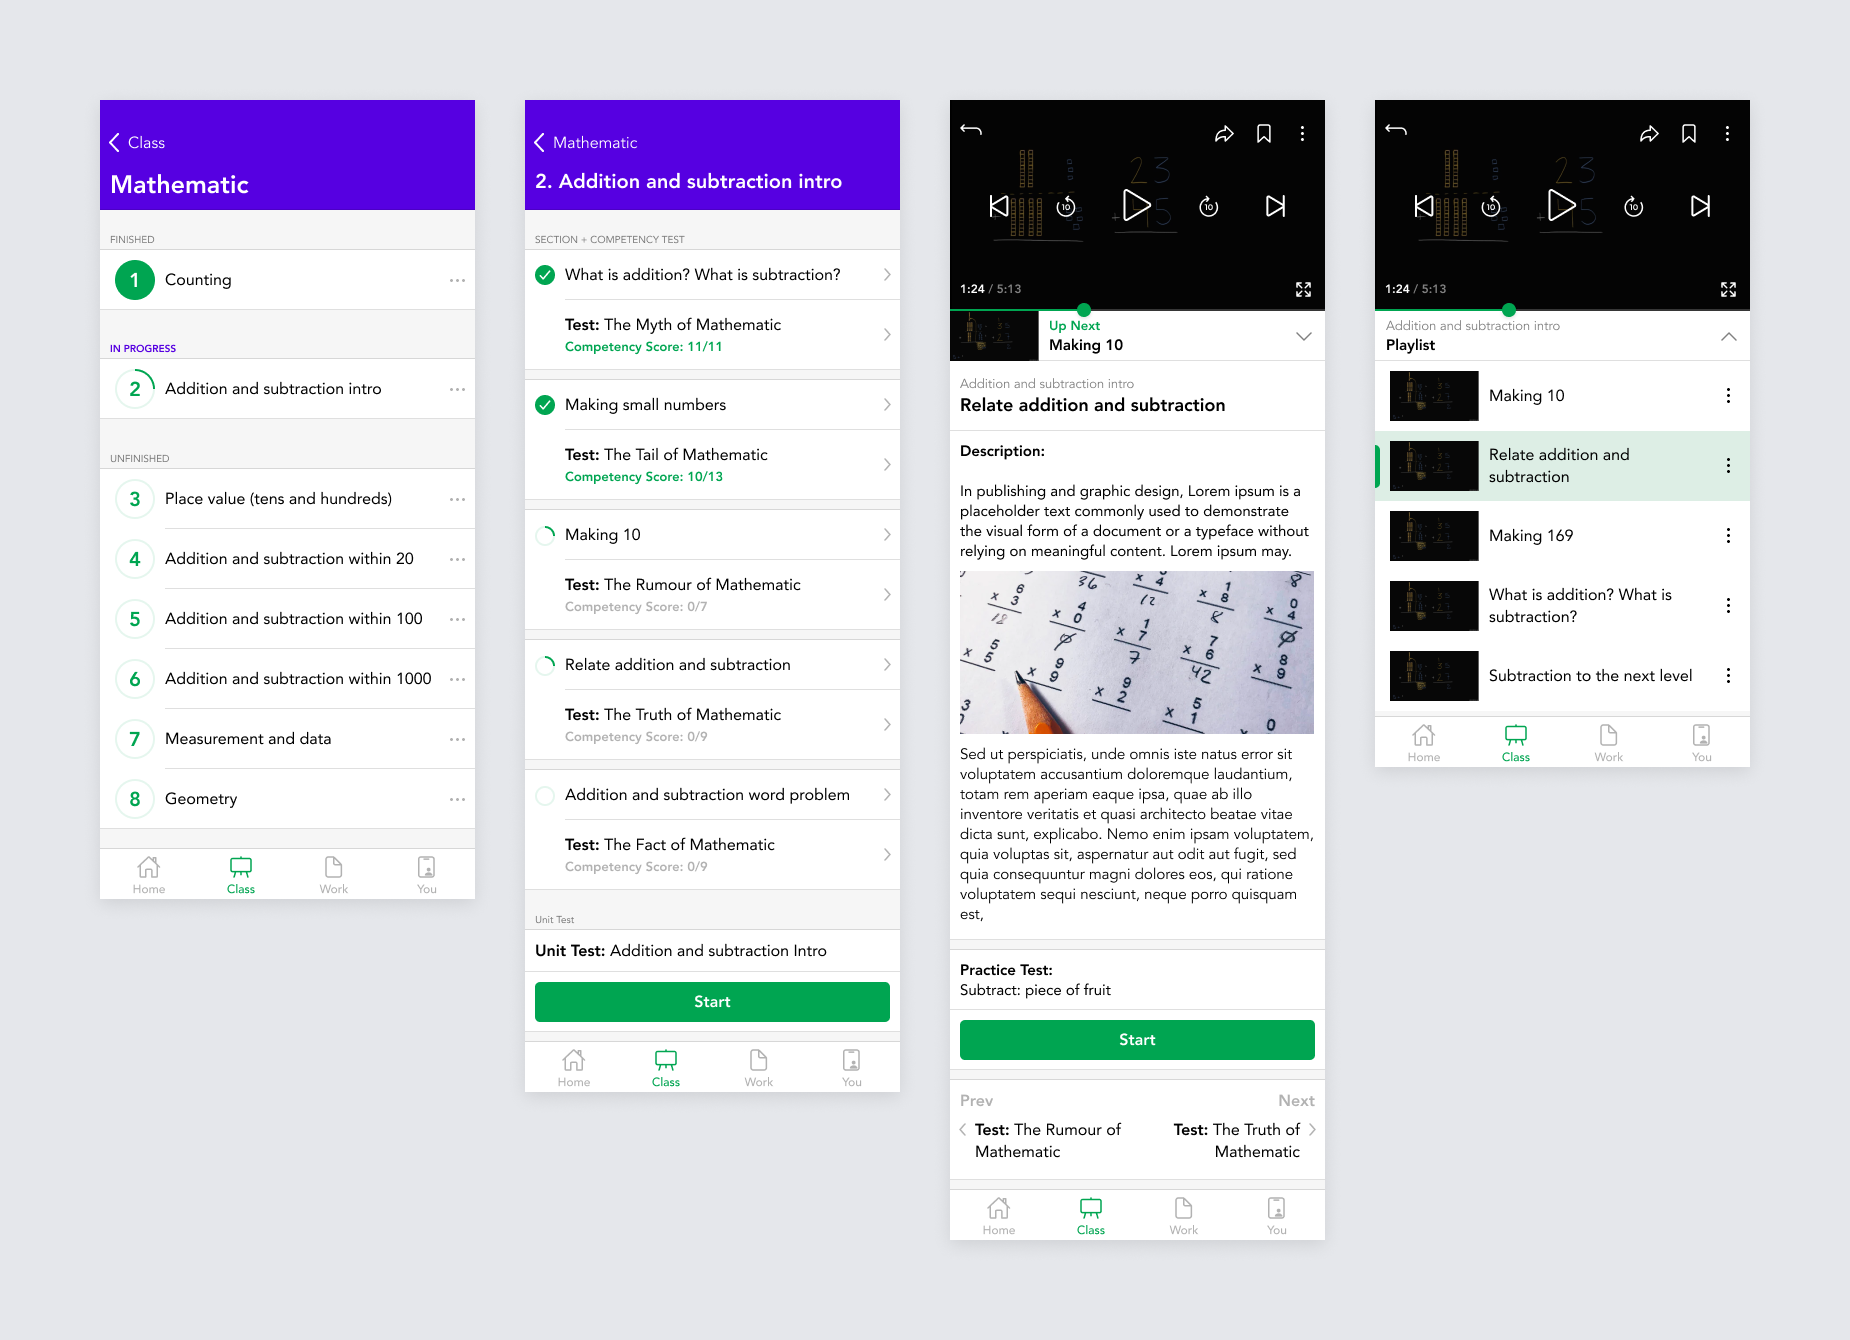 Class
Mathematic
FINISHED
1
Counting
IN PROGRESS
2
Addition and subtraction intro
UNFINISHED
3
Place value (tens and hundreds)
4
Addition and subtraction within 20
5
Addition and subtraction within 100
6
Addition and subtraction within 1000
7
Measurement and data
8
Geometry
Home
Class
Work
You
Mathematic
2. Addition and subtraction intro
SECTION + COMPETENCY TEST
What is addition? What is subtraction?
Test: The Myth of Mathematic
Competency Score: 11/11
Making small numbers
Test: The Tail of Mathematic
Competency Score: 10/13
Making 10
Test: The Rumour of Mathematic
Competency Score: 0/7
Relate addition and subtraction
Test: The Truth of Mathematic
Competency Score: 0/9
Addition and subtraction word problem
Test: The Fact of Mathematic
Competency Score: 0/9
Unit Test
Unit Test: Addition and subtraction Intro
Start
Home
Class
Work
You
23
+45
10
10
1:24 / 5:13
Up Next
Making 10
Addition and subtraction intro
Relate addition and subtraction
Description:
In publishing and graphic design, Lorem ipsum is a
placeholder text commonly used to demonstrate
the visual form of a document or a typeface without
relying on meaningful content. Lorem ipsum may.
Sed ut perspiciatis, unde omnis iste natus error sit
voluptatem accusantium doloremque laudantium,
totam rem aperiam eaque ipsa, quae ab illo
inventore veritatis et quasi architecto beatae vitae
dicta sunt, explicabo. Nemo enim ipsam voluptatem,
quia voluptas sit, aspernatur aut odit aut fugit, sed
quia consequuntur magni dolores eos, qui ratione
voluptatem sequi nesciunt, neque porro quisquam
est,
Practice Test:
Subtract: piece of fruit
Start
Prev
Next
Test: The Rumour of
Mathematic
Test: The Truth of
Mathematic
Home
Class
Work
You
23
+45
10
10
1:24 / 5:13
Addition and subtraction intro
Playlist
Making 10
Relate addition and
subtraction
Making 169
What is addition? What is
subtraction?
Subtraction to the next level
Home
Class
Work
You